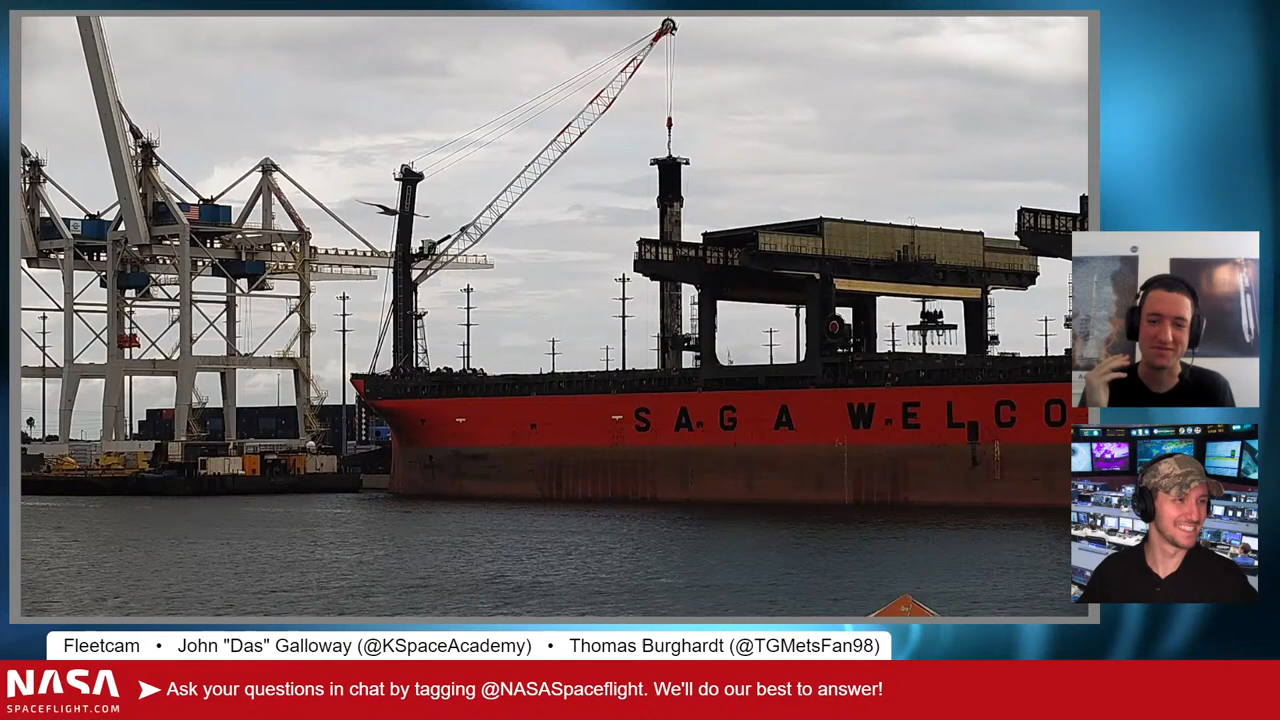 SAGA WELCO
Fleetcam • John "Das" Galloway (@KSpaceAcademy) • Thomas Burghardt (@TGMetsFan98)
NASA
SPACEFLIGHT.COM
Ask your questions in chat by tagging @NASASpaceflight. We'll do our best to answer!